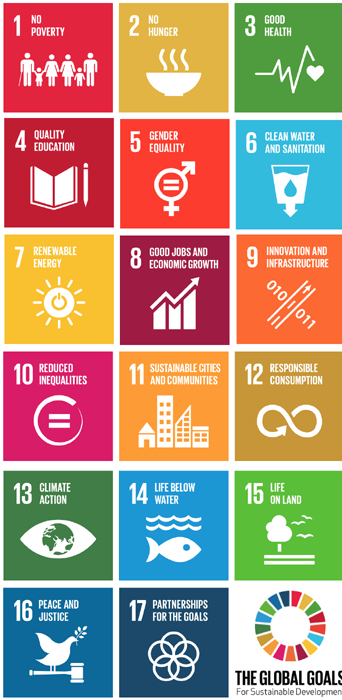 1 NO
POVERTY
2 NO
HUNGER
3 GOOD
HEALTH
4 QUALITY
EDUCATION
5 GENDER
EQUALITY
6 CLEAN WATER
AND SANITATION
7 RENEWABLE
ENERGY
8 GOOD JOBS AND
ECONOMIC GROWTH
9 INNOVATION AND
INFRASTRUCTURE
010
011
10 REDUCED
INEQUALITIES
11 SUSTAINABLE CITIES
AND COMMUNITIES
12 RESPONSIBLE
CONSUMPTION
13 CLIMATE
ACTION
14 LIFE BELOW
WATER
15 LIFE
ON LAND
16 PEACE AND
JUSTICE
17 PARTNERSHIPS
FOR THE GOALS
THE GLOBAL GOALS
For Sustainable Developmen